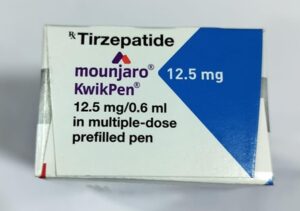 ℞ Tirzepatide
mounjaro®
KwikPen®
12.5 mg
12.5 mg/0.6 ml
in multiple-dose
prefilled pen